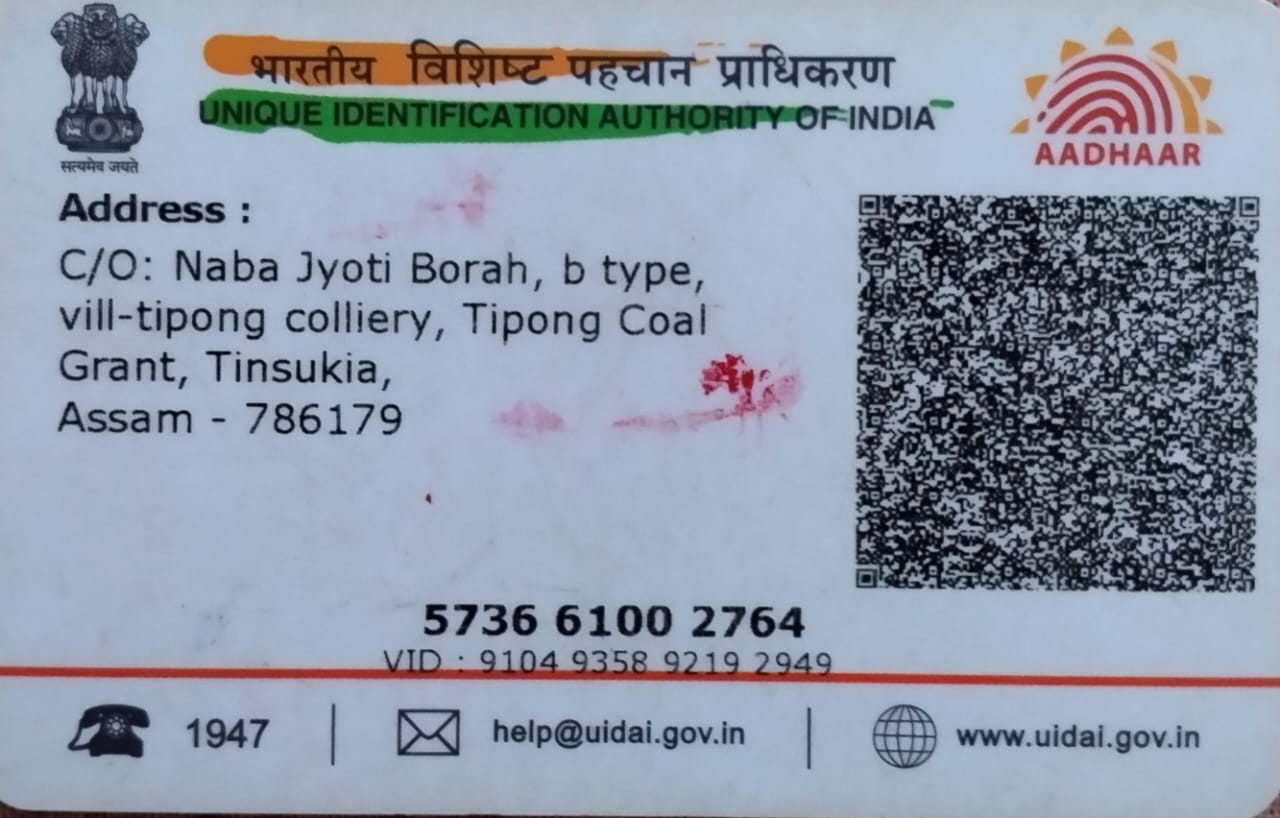 भारतीय विशिष्ट पहचान प्राधिकरण
UNIQUE IDENTIFICATION AUTHORITY OF INDIA
सत्यमेव जयते
AADHAAR
Address :
C/O: Naba Jyoti Borah, b type,
vill-tipong colliery, Tipong Coal
Grant, Tinsukia,
Assam - 786179
5736 6100 2764
VID : 9104 9358 9219 2949
1947
help@uidai.gov.in
www.uidai.gov.in